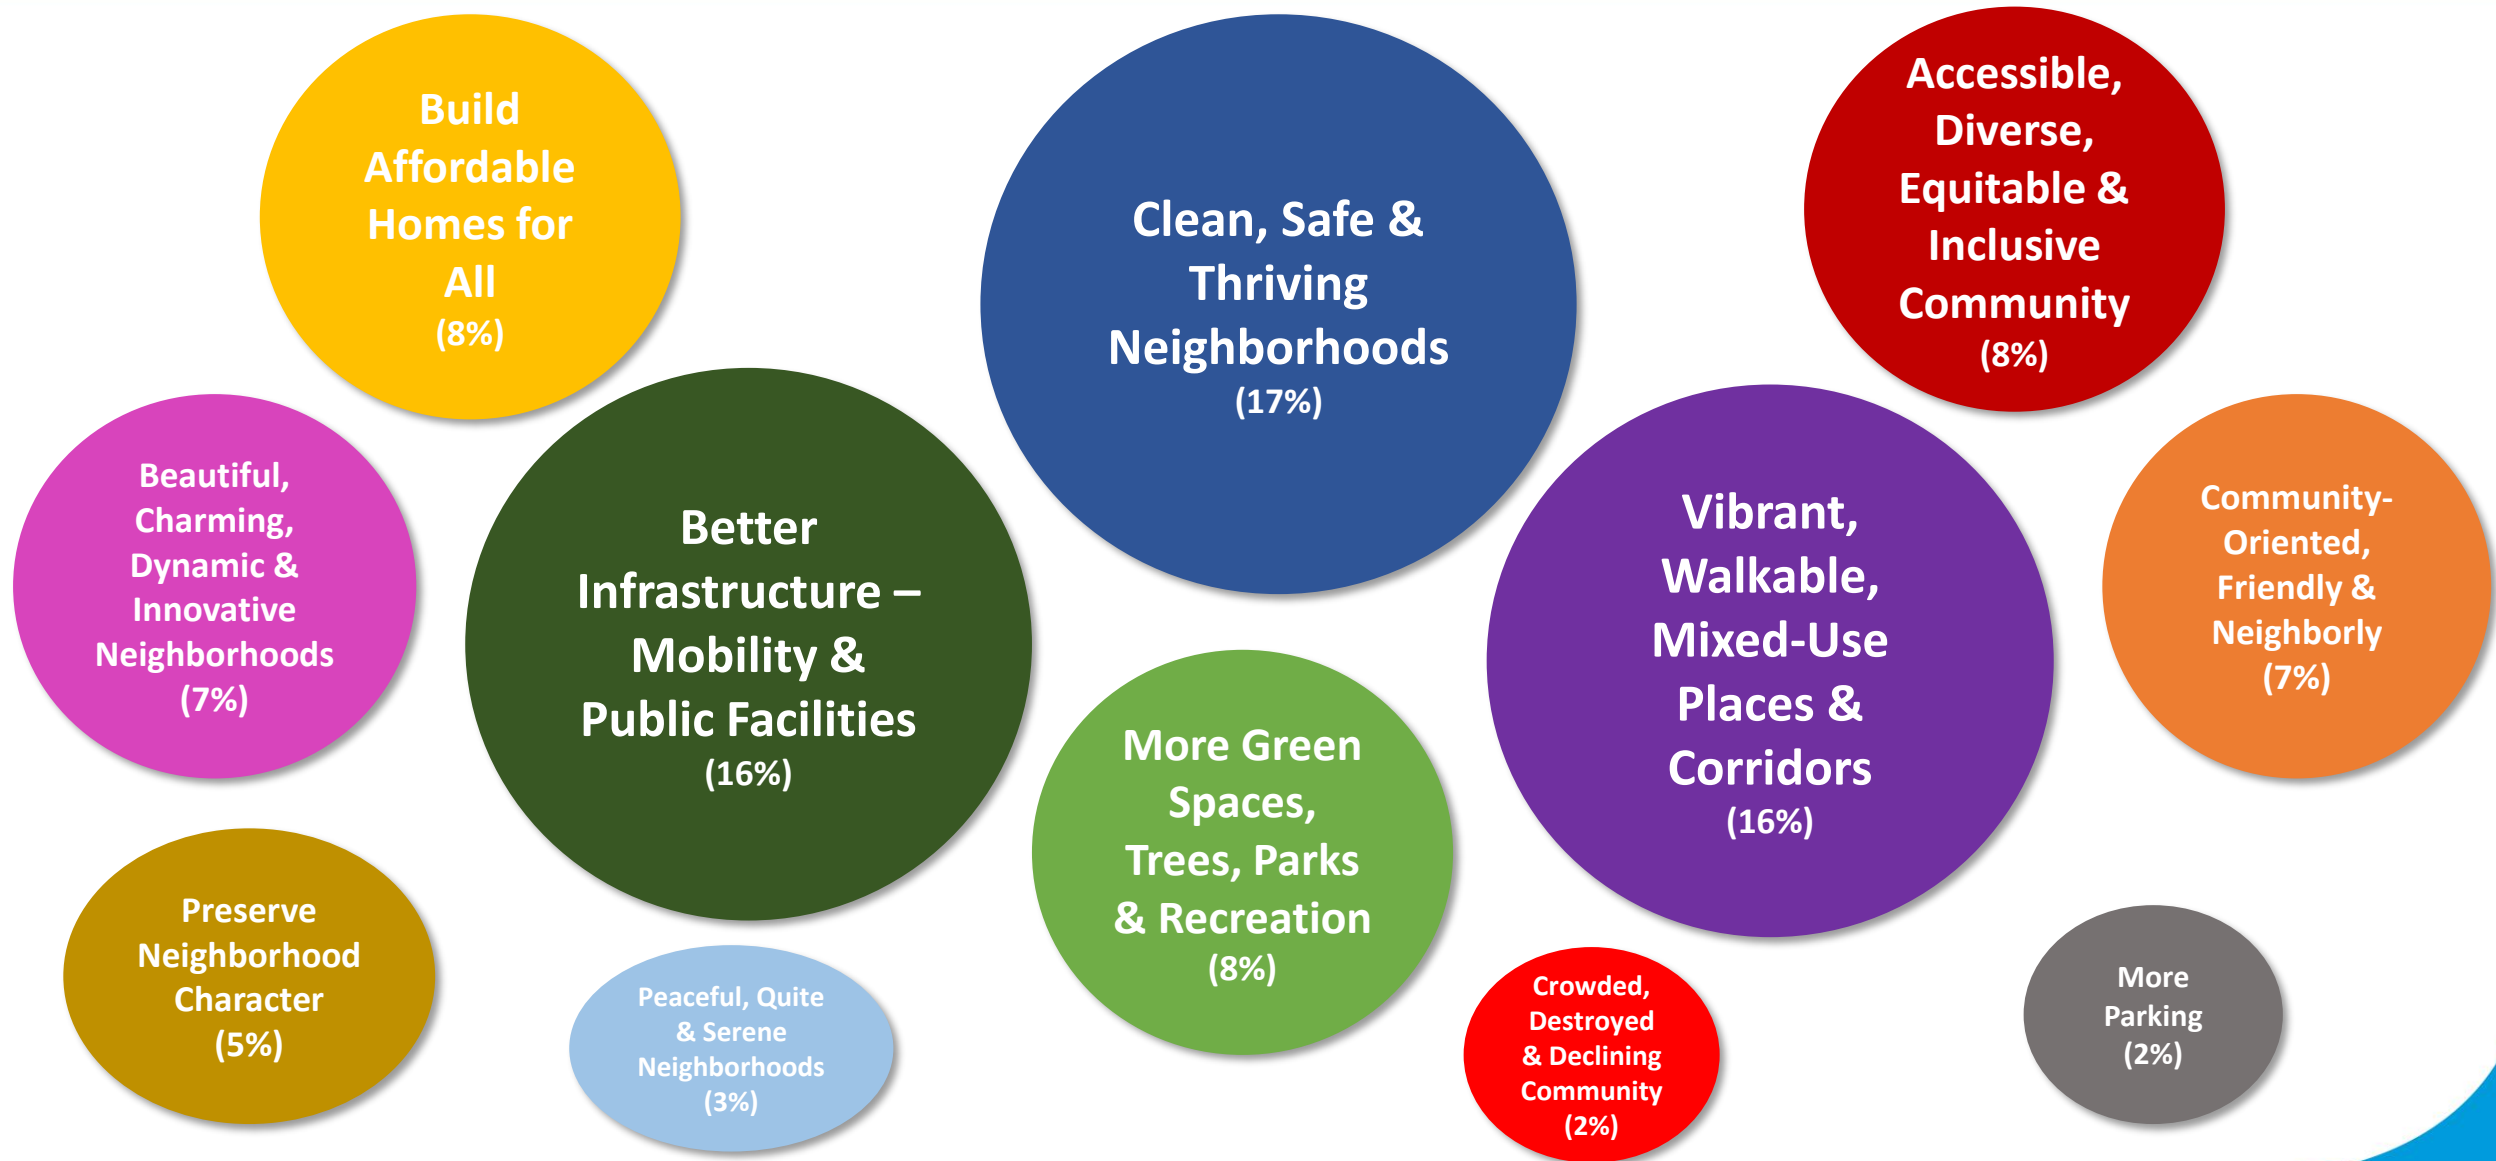 Build
Affordable
Homes for
All
(8%)
Clean, Safe &
Thriving
Neighborhoods
(17%)
Accessible,
Diverse,
Equitable &
Inclusive
Community
(8%)
Beautiful,
Charming,
Dynamic &
Innovative
Neighborhoods
(7%)
Better
Infrastructure –
Mobility &
Public Facilities
(16%)
Vibrant,
Walkable,
Mixed-Use
Places &
Corridors
(16%)
Community-
Oriented,
Friendly &
Neighborly
(7%)
More Green
Spaces,
Trees, Parks
& Recreation
(8%)
Preserve
Neighborhood
Character
(5%)
Peaceful, Quite
& Serene
Neighborhoods
(3%)
Crowded,
Destroyed
& Declining
Community
(2%)
More
Parking
(2%)